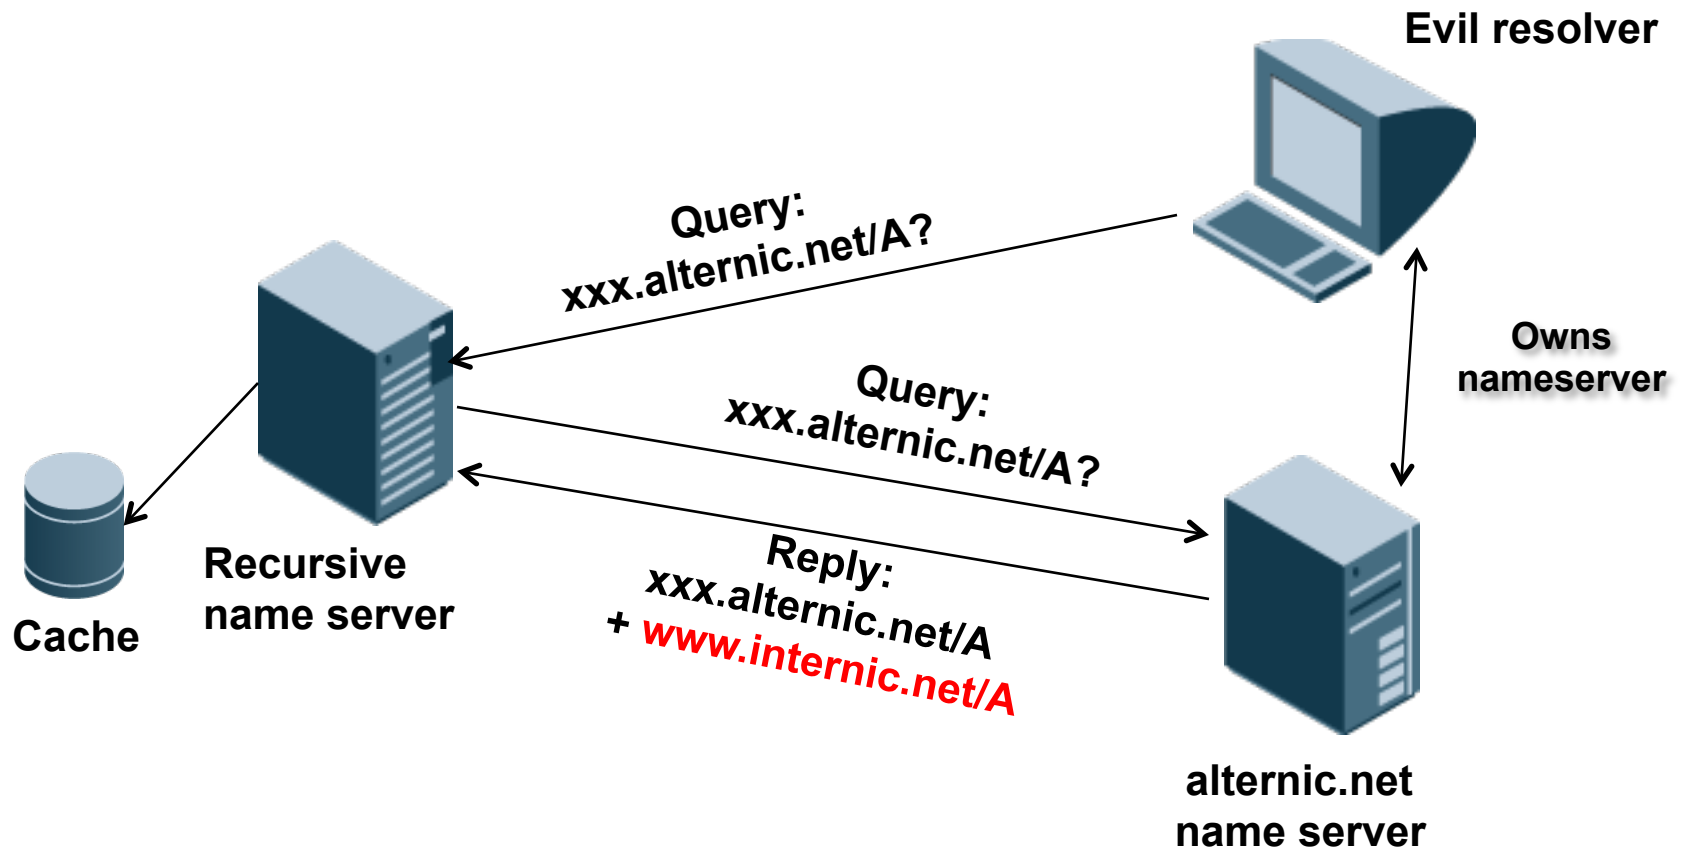 Evil resolver
Query:
xxx.alternic.net/A?
Owns
nameserver
Query:
xxx.alternic.net/A?
Reply:
xxx.alternic.net/A
+ www.internic.net/A
Recursive
name server
Cache
alternic.net
name server